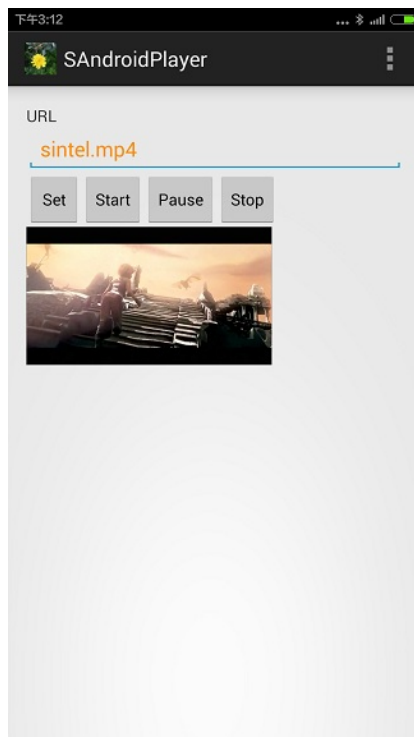 下午3:12
SAndroidPlayer
URL
sintel.mp4
Set Start Pause Stop